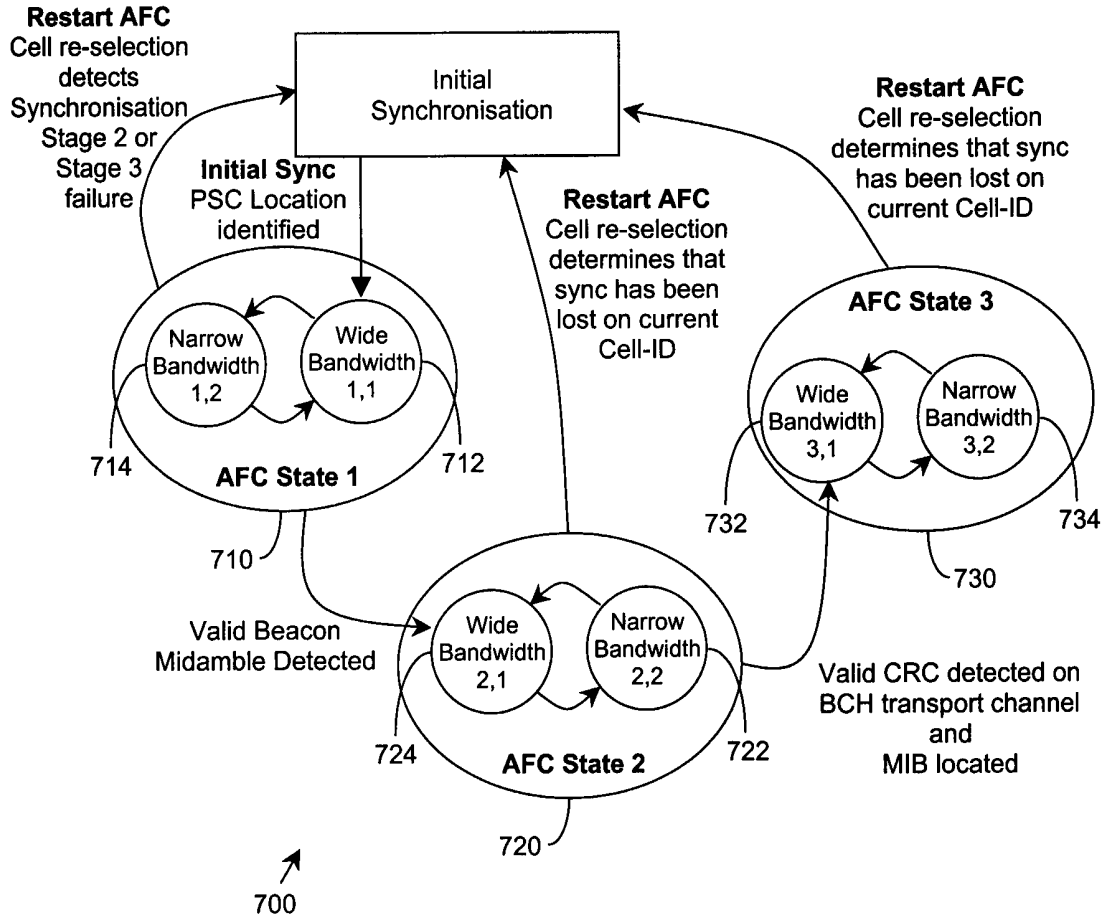 Restart AFC
Cell re-selection
detects
Synchronisation
Stage 2 or
Stage 3
failure
Initial
Synchronisation
Initial Sync
PSC Location
identified
Restart AFC
Cell re-selection
determines that
sync has been
lost on current
Cell-ID
Restart AFC
Cell re-selection
determines that sync
has been lost on
current Cell-ID
Narrow
Bandwidth
1,2
Wide
Bandwidth
1,1
714
712
AFC State 1
710
AFC State 3
Wide
Bandwidth
3,1
Narrow
Bandwidth
3,2
732
734
730
Valid Beacon
Midamble Detected
Wide
Bandwidth
2,1
Narrow
Bandwidth
2,2
724
722
AFC State 2
720
Valid CRC detected on
BCH transport channel
and
MIB located
700